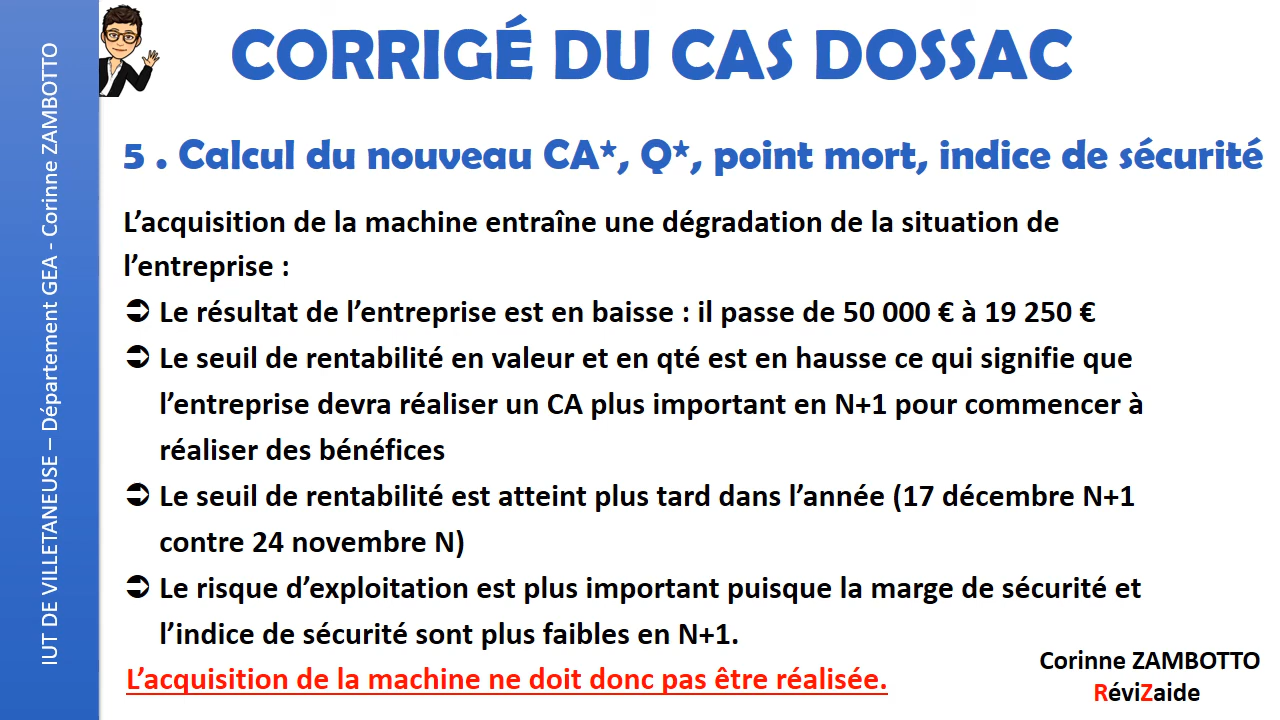 CORRIGÉ DU CAS DOSSAC
IUT DE VILLETANEUSE – Département GEA - Corinne ZAMBOTTO
5 . Calcul du nouveau CA*, Q*, point mort, indice de sécurité
L’acquisition de la machine entraîne une dégradation de la situation de
l’entreprise :
➲ Le résultat de l’entreprise est en baisse : il passe de 50 000 € à 19 250 €
➲ Le seuil de rentabilité en valeur et en qté est en hausse ce qui signifie que
l’entreprise devra réaliser un CA plus important en N+1 pour commencer à
réaliser des bénéfices
➲ Le seuil de rentabilité est atteint plus tard dans l’année (17 décembre N+1
contre 24 novembre N)
➲ Le risque d’exploitation est plus important puisque la marge de sécurité et
l’indice de sécurité sont plus faibles en N+1.
L’acquisition de la machine ne doit donc pas être réalisée.
Corinne ZAMBOTTO
RéviZaide